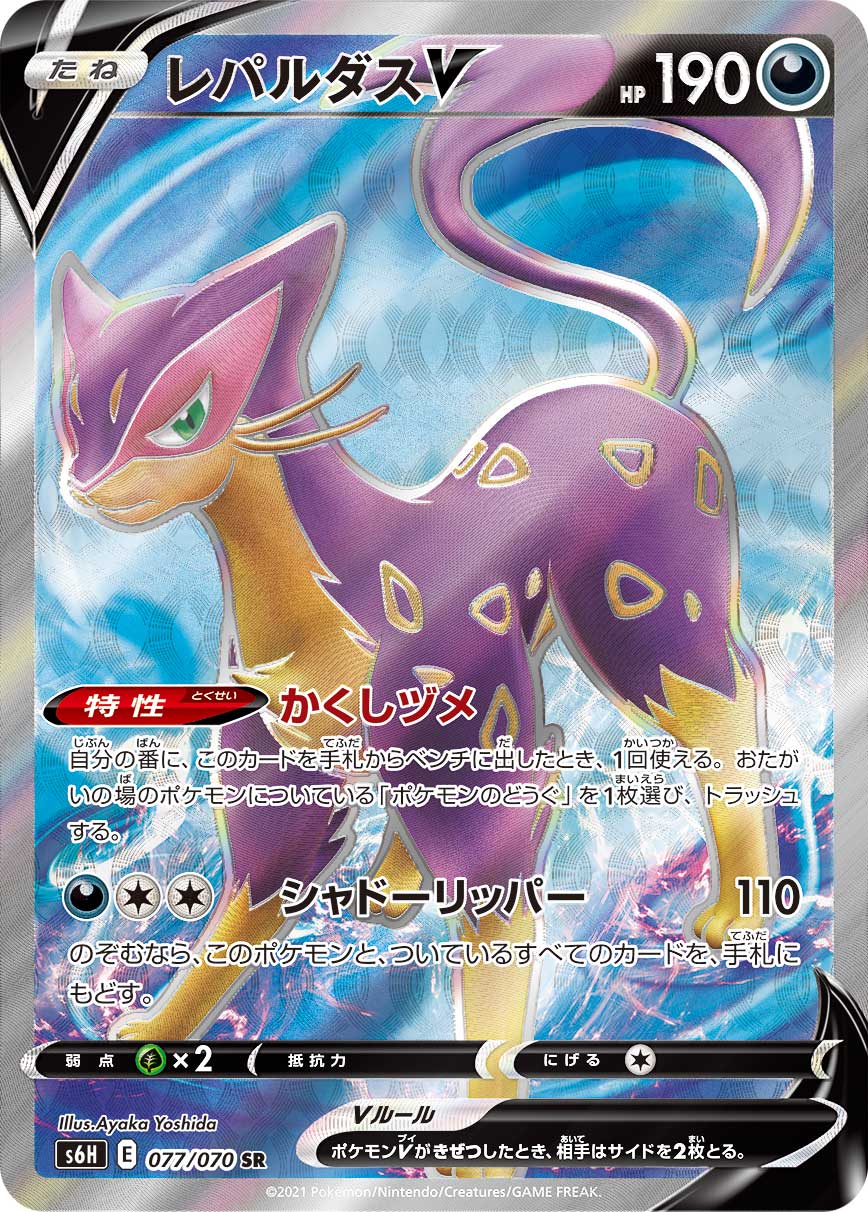 たね レパルダスV HP 190
特性 とくせい かくしヅメ
自分の番に、このカードを手札からベンチに出したとき、1回使える。おたが
いの場のポケモンについている「ポケモンのどうぐ」を1枚選び、トラッシュ
する。
シャドーリッパー 110
のぞむなら、このポケモンと、ついているすべてのカードを、手札に
もどす。
弱点 ×2 抵抗力 にげる
Illus.Ayaka Yoshida
Vルール
ポケモンVがきぜつしたとき、相手はサイドを2枚とる。
s6H E 077/070 SR
©2021 Pokémon/Nintendo/Creatures/GAME FREAK.